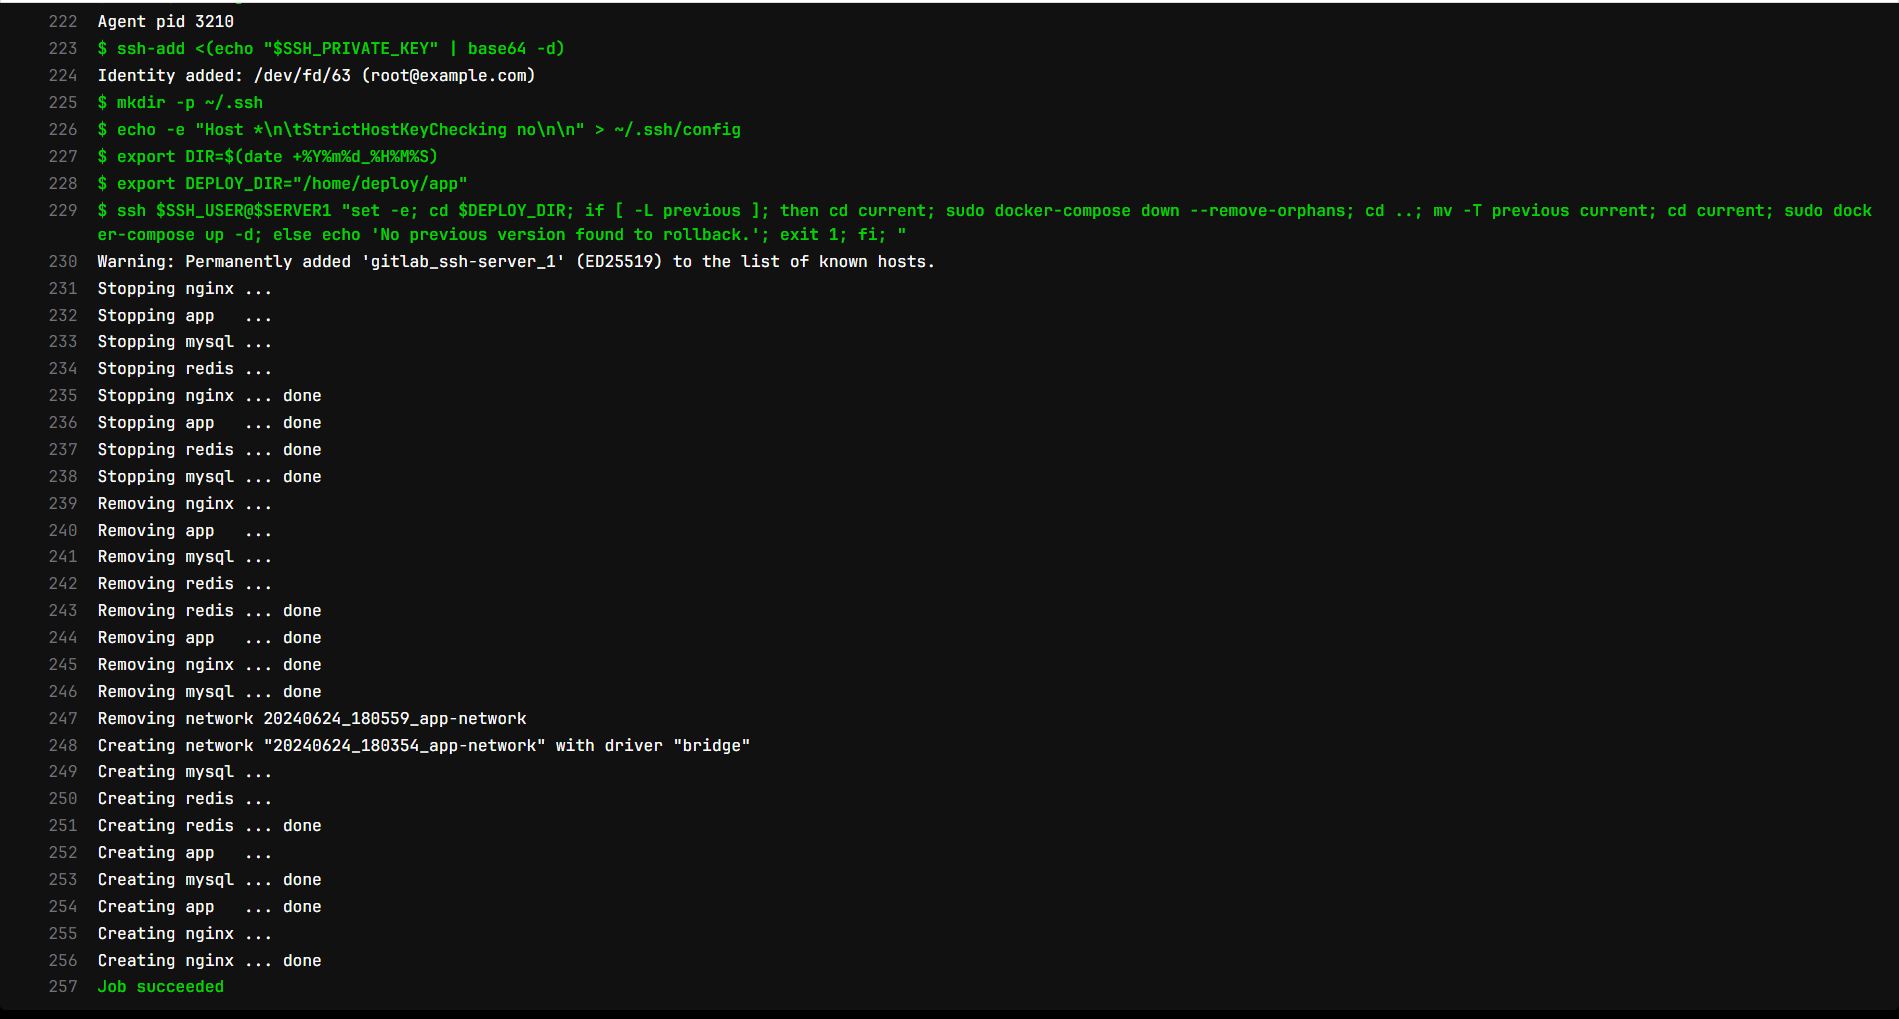 222 Agent pid 3210
223 $ ssh-add <(echo "$SSH_PRIVATE_KEY" | base64 -d)
224 Identity added: /dev/fd/63 (root@example.com)
225 $ mkdir -p ~/.ssh
226 $ echo -e "Host *\n\tStrictHostKeyChecking no\n\n" > ~/.ssh/config
227 $ export DIR=$(date +%Y%m%d_%H%M%S)
228 $ export DEPLOY_DIR="/home/deploy/app"
229 $ ssh $SSH_USER@$SERVER1 "set -e; cd $DEPLOY_DIR; if [ -L previous ]; then cd current; sudo docker-compose down --remove-orphans; cd ..; mv -T previous current; cd current; sudo dock
er-compose up -d; else echo 'No previous version found to rollback.'; exit 1; fi; "
230 Warning: Permanently added 'gitlab_ssh-server_1' (ED25519) to the list of known hosts.
231 Stopping nginx ...
232 Stopping app   ...
233 Stopping mysql ...
234 Stopping redis ...
235 Stopping nginx ... done
236 Stopping app   ... done
237 Stopping redis ... done
238 Stopping mysql ... done
239 Removing nginx ...
240 Removing app   ...
241 Removing mysql ...
242 Removing redis ...
243 Removing redis ... done
244 Removing app   ... done
245 Removing nginx ... done
246 Removing mysql ... done
247 Removing network 20240624_180559_app-network
248 Creating network "20240624_180354_app-network" with driver "bridge"
249 Creating mysql ...
250 Creating redis ...
251 Creating redis ... done
252 Creating app   ...
253 Creating mysql ... done
254 Creating app   ... done
255 Creating nginx ...
256 Creating nginx ... done
257 Job succeeded